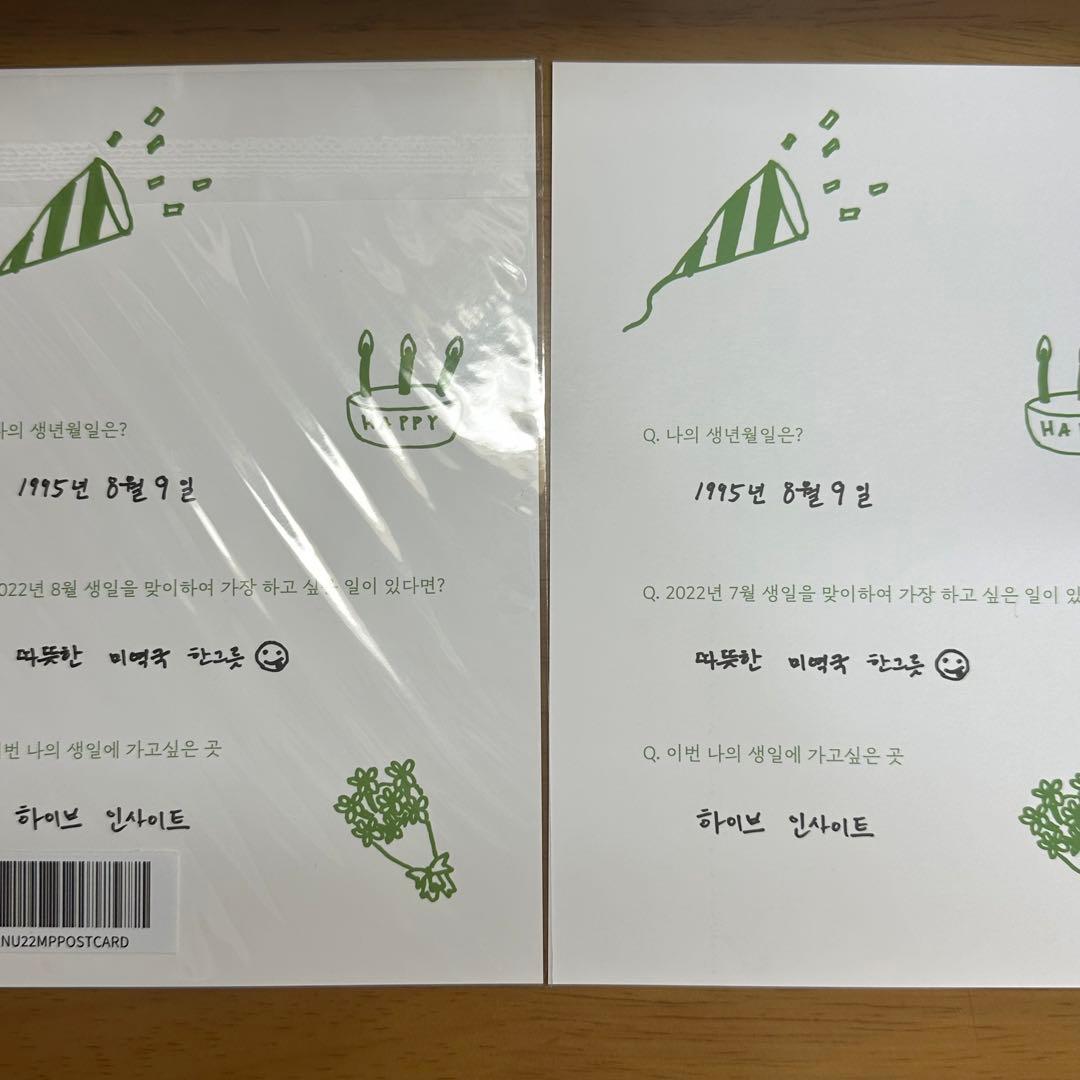 HAPPY
나의 생년월일은?
1995년 8월 9일
022년 8월 생일을 맞이하여 가장 하고 싶은 일이 있다면?
따뜻한 미역국 한그릇
이번 나의 생일에 가고싶은 곳
하이브 인사이트
NU22MPPOSTCARD
HAP
Q. 나의 생년월일은?
1995년 8월 9일
Q. 2022년 7월 생일을 맞이하여 가장 하고 싶은 일이 있
따뜻한 미역국 한그릇
Q. 이번 나의 생일에 가고싶은 곳
하이브 인사이트